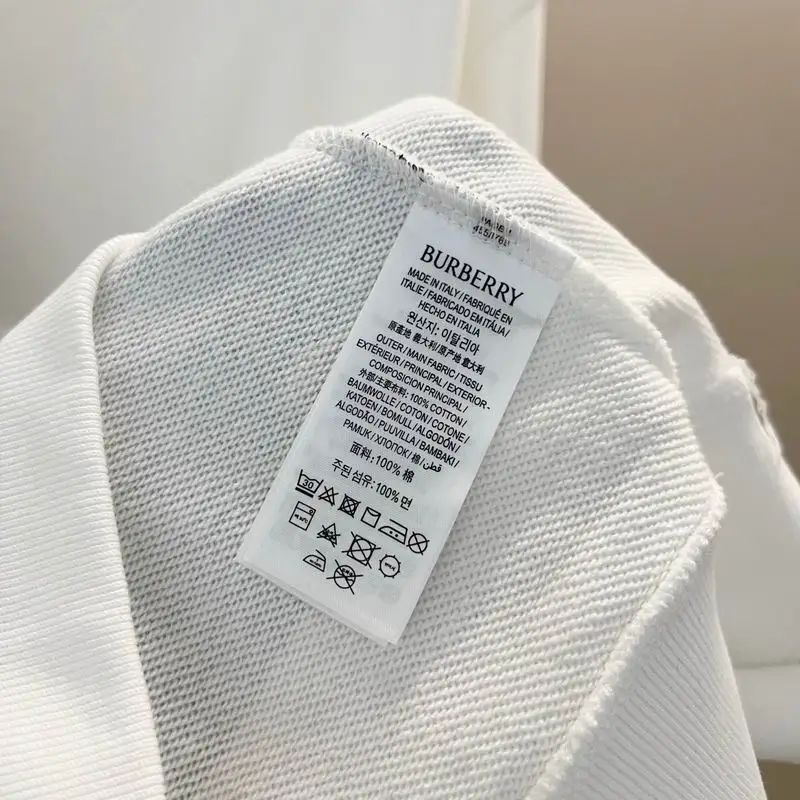 BURBERRY
MADE IN ITALY / FABRIQUÉ EN
ITALIE / FABRICADO EM ITÁLIA /
HECHO EN ITALIA
원산지: 이탈리아
原產地 義大利/原产地 意大利
OUTER / MAIN FABRIC / TISSU
EXTÉRIEUR / PRINCIPAL / EXTERIOR -
COMPOSICION PRINCIPAL /
外部/主要布料: 100% COTTON /
BAUMWOLLE / COTON / COTONE /
KATOEN / BOMULL / ALGODÓN /
ALGODÃO / PUUVILLA / BAMBAKI /
PAMUK / ХЛОПОК / 棉 / قطن /
面料: 100% 棉
주된 섬유: 100% 면
30